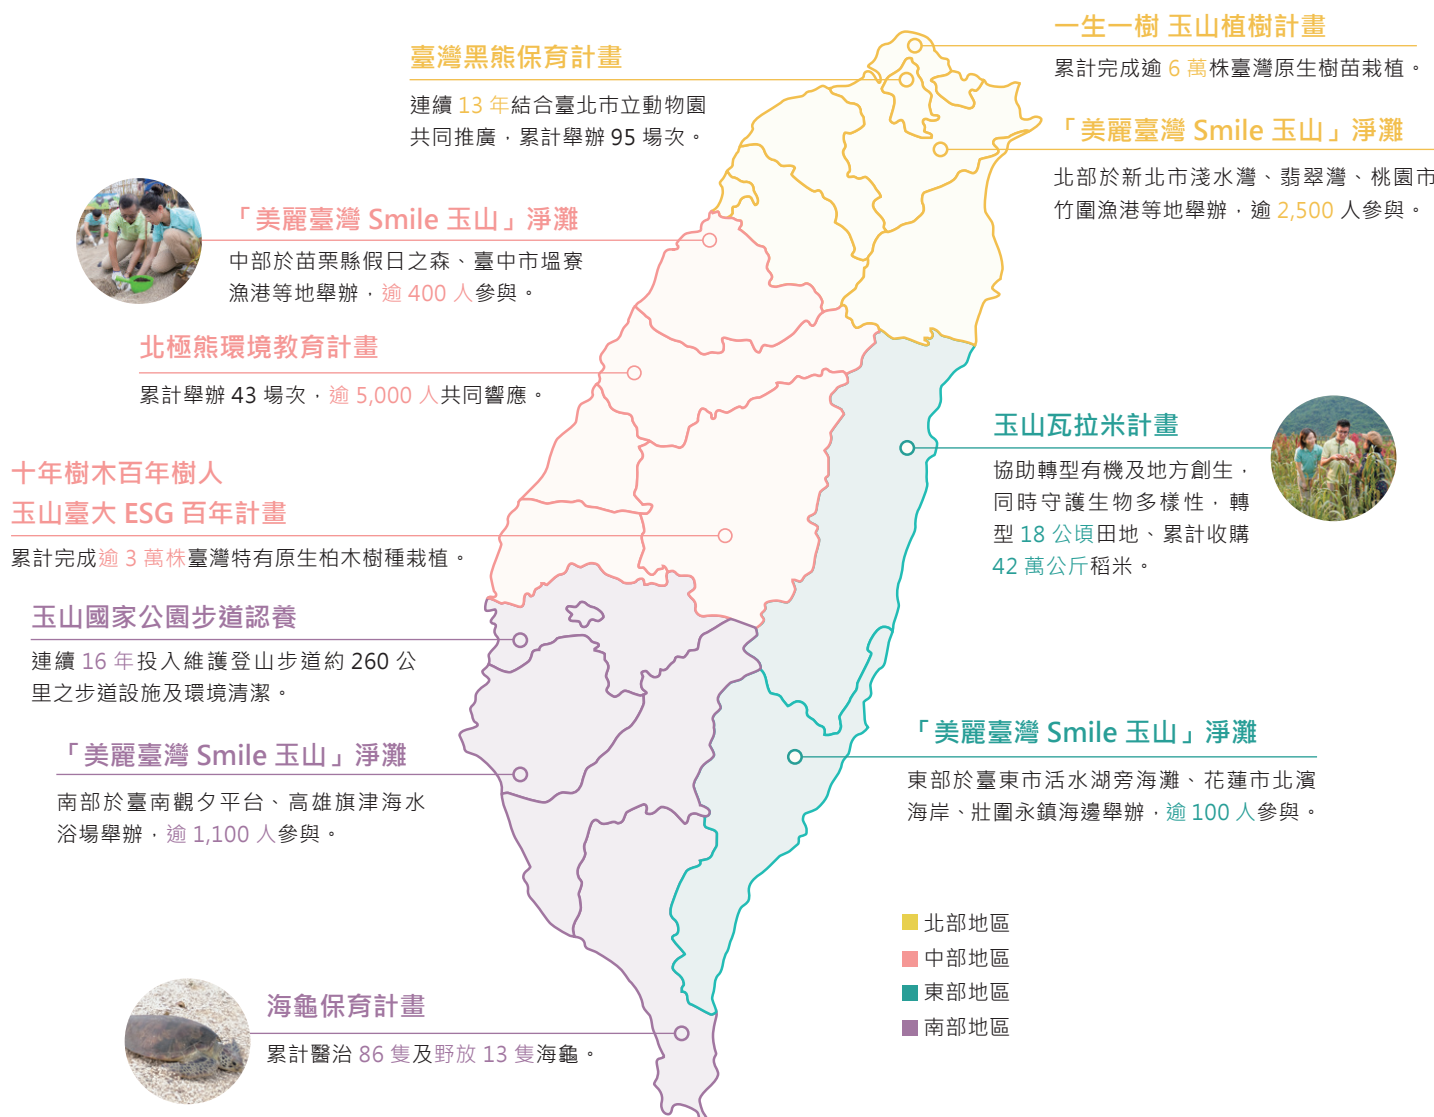 臺灣黑熊保育計畫
連續 13 年結合臺北市立動物園
共同推廣，累計舉辦 95 場次。
一生一樹 玉山植樹計畫
累計完成逾 6 萬株臺灣原生樹苗栽植。
「美麗臺灣 Smile 玉山」淨灘
北部於新北市淺水灣、翡翠灣、桃園市
竹圍漁港等地舉辦，逾 2,500 人參與。
「美麗臺灣 Smile 玉山」淨灘
中部於苗栗縣假日之森、臺中市塭寮
漁港等地舉辦，逾 400 人參與。
北極熊環境教育計畫
累計舉辦 43 場次，逾 5,000 人共同響應。
十年樹木百年樹人
玉山臺大 ESG 百年計畫
累計完成逾 3 萬株臺灣特有原生柏木樹種栽植。
玉山瓦拉米計畫
協助轉型有機及地方創生，
同時守護生物多樣性，轉
型 18 公頃田地、累計收購
42 萬公斤稻米。
玉山國家公園步道認養
連續 16 年投入維護登山步道約 260 公
里之步道設施及環境清潔。
「美麗臺灣 Smile 玉山」淨灘
南部於臺南觀夕平台、高雄旗津海水
浴場舉辦，逾 1,100 人參與。
「美麗臺灣 Smile 玉山」淨灘
東部於臺東市活水湖旁海灘、花蓮市北濱
海岸、壯圍永鎮海邊舉辦，逾 100 人參與。
海龜保育計畫
累計醫治 86 隻及野放 13 隻海龜。
北部地區
中部地區
東部地區
南部地區